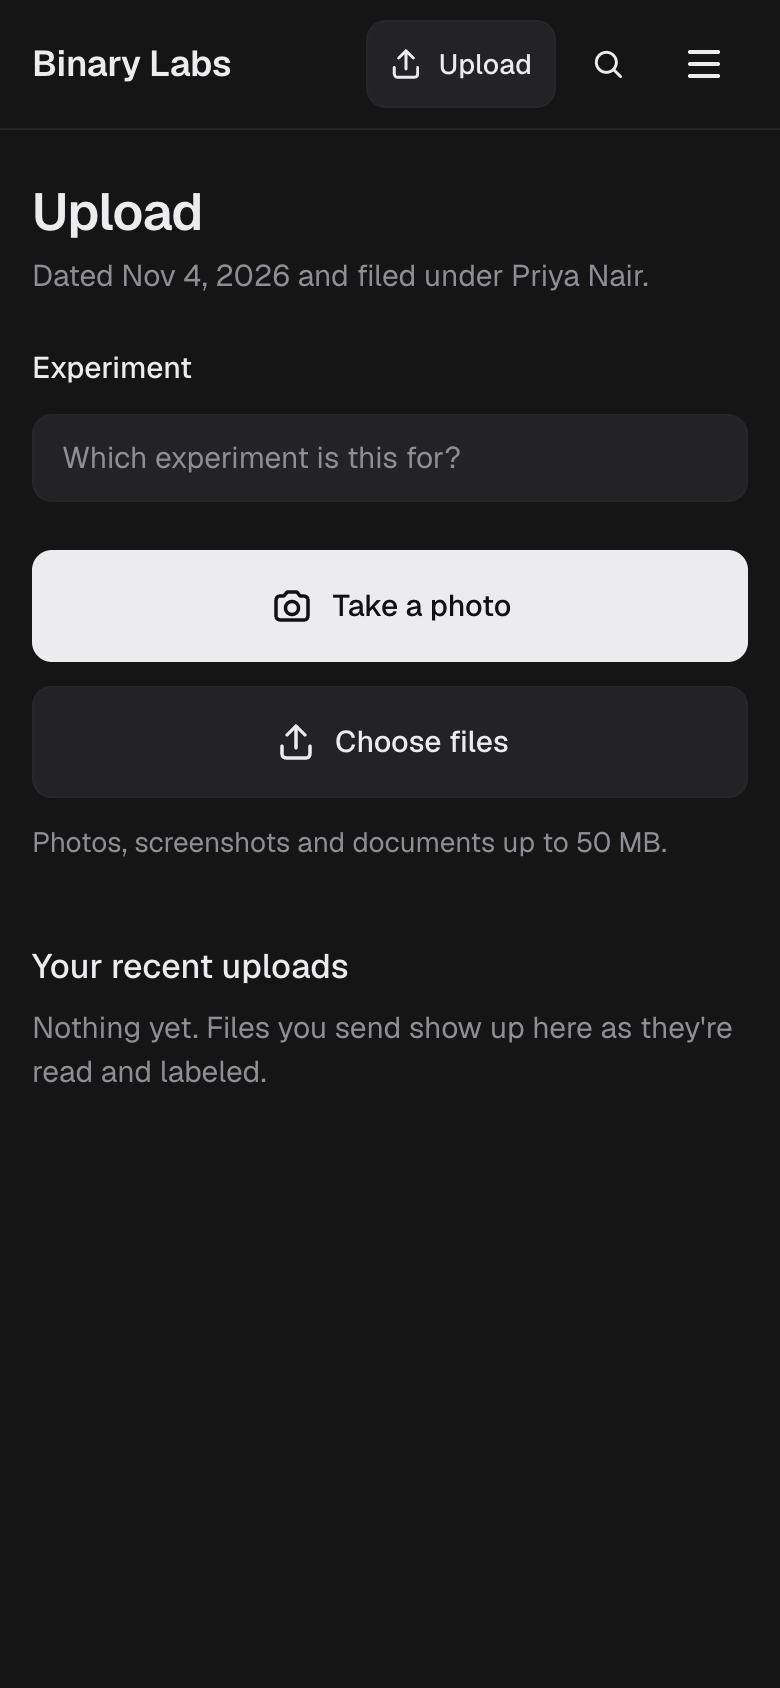 Binary Labs
Upload
Upload
Dated Nov 4, 2026 and filed under Priya Nair.
Experiment
Which experiment is this for?
Take a photo
Choose files
Photos, screenshots and documents up to 50 MB.
Your recent uploads
Nothing yet. Files you send show up here as they're
read and labeled.